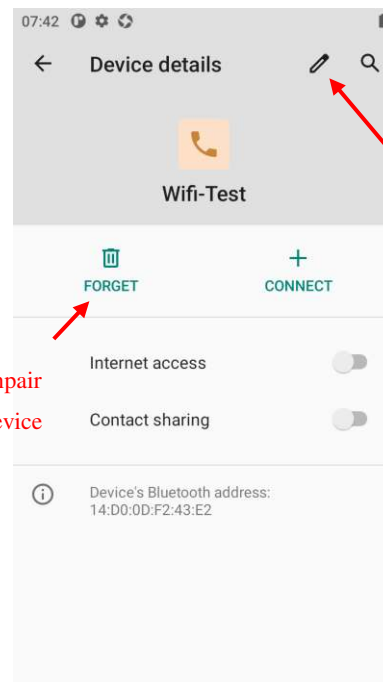 07:42
Device details
Wifi-Test
FORGET
CONNECT
Internet access
Contact sharing
Device's Bluetooth address:
14:D0:0D:F2:43:E2